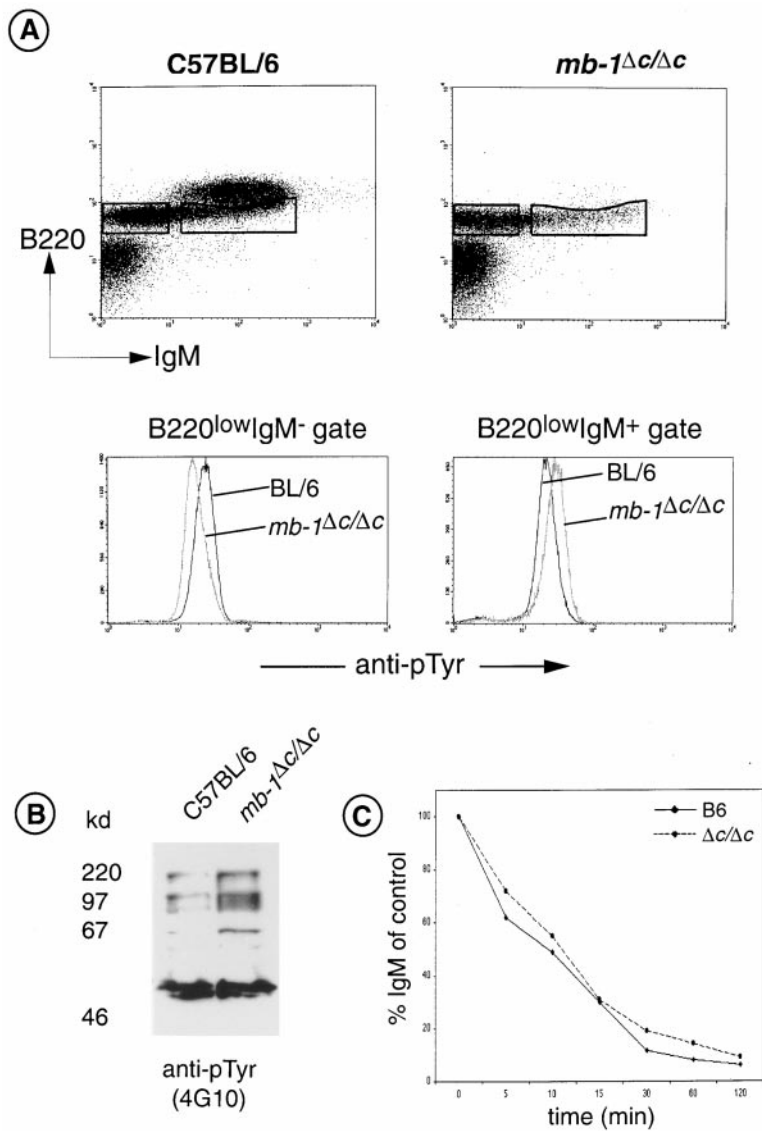 A
C57BL/6
mb-1Δc/Δc
B220
IgM
B220lowIgM- gate
B220lowIgM+ gate
BL/6
mb-1Δc/Δc
BL/6
mb-1Δc/Δc
anti-pTyr
B
kd
C57BL/6
mb-1Δc/Δc
220
97
67
46
anti-pTyr
(4G10)
C
B6
Δc/Δc
% IgM of control
100
80
60
40
20
0
0 5 10 15 30 60 120
time (min)